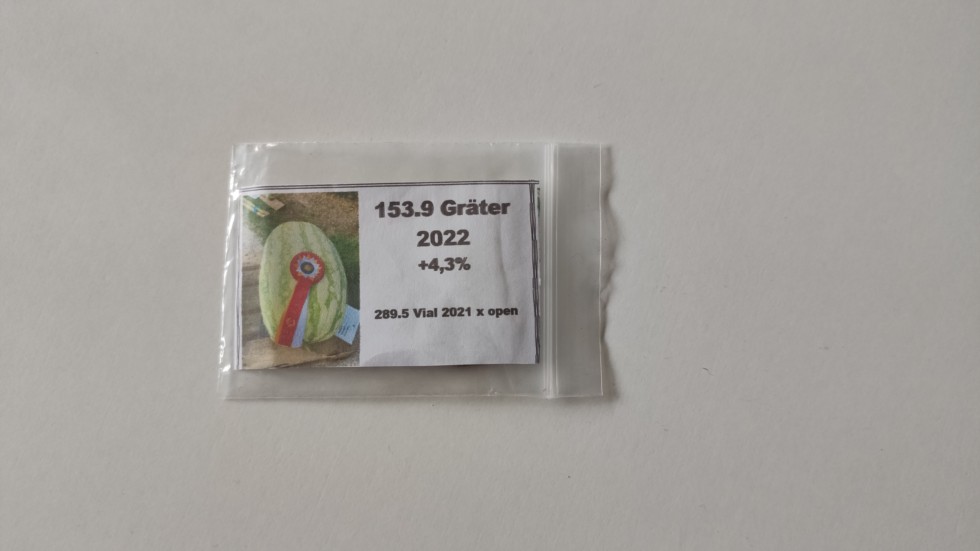 153.9 Gräter
2022
+4,3%
289.5 Vial 2021 x open